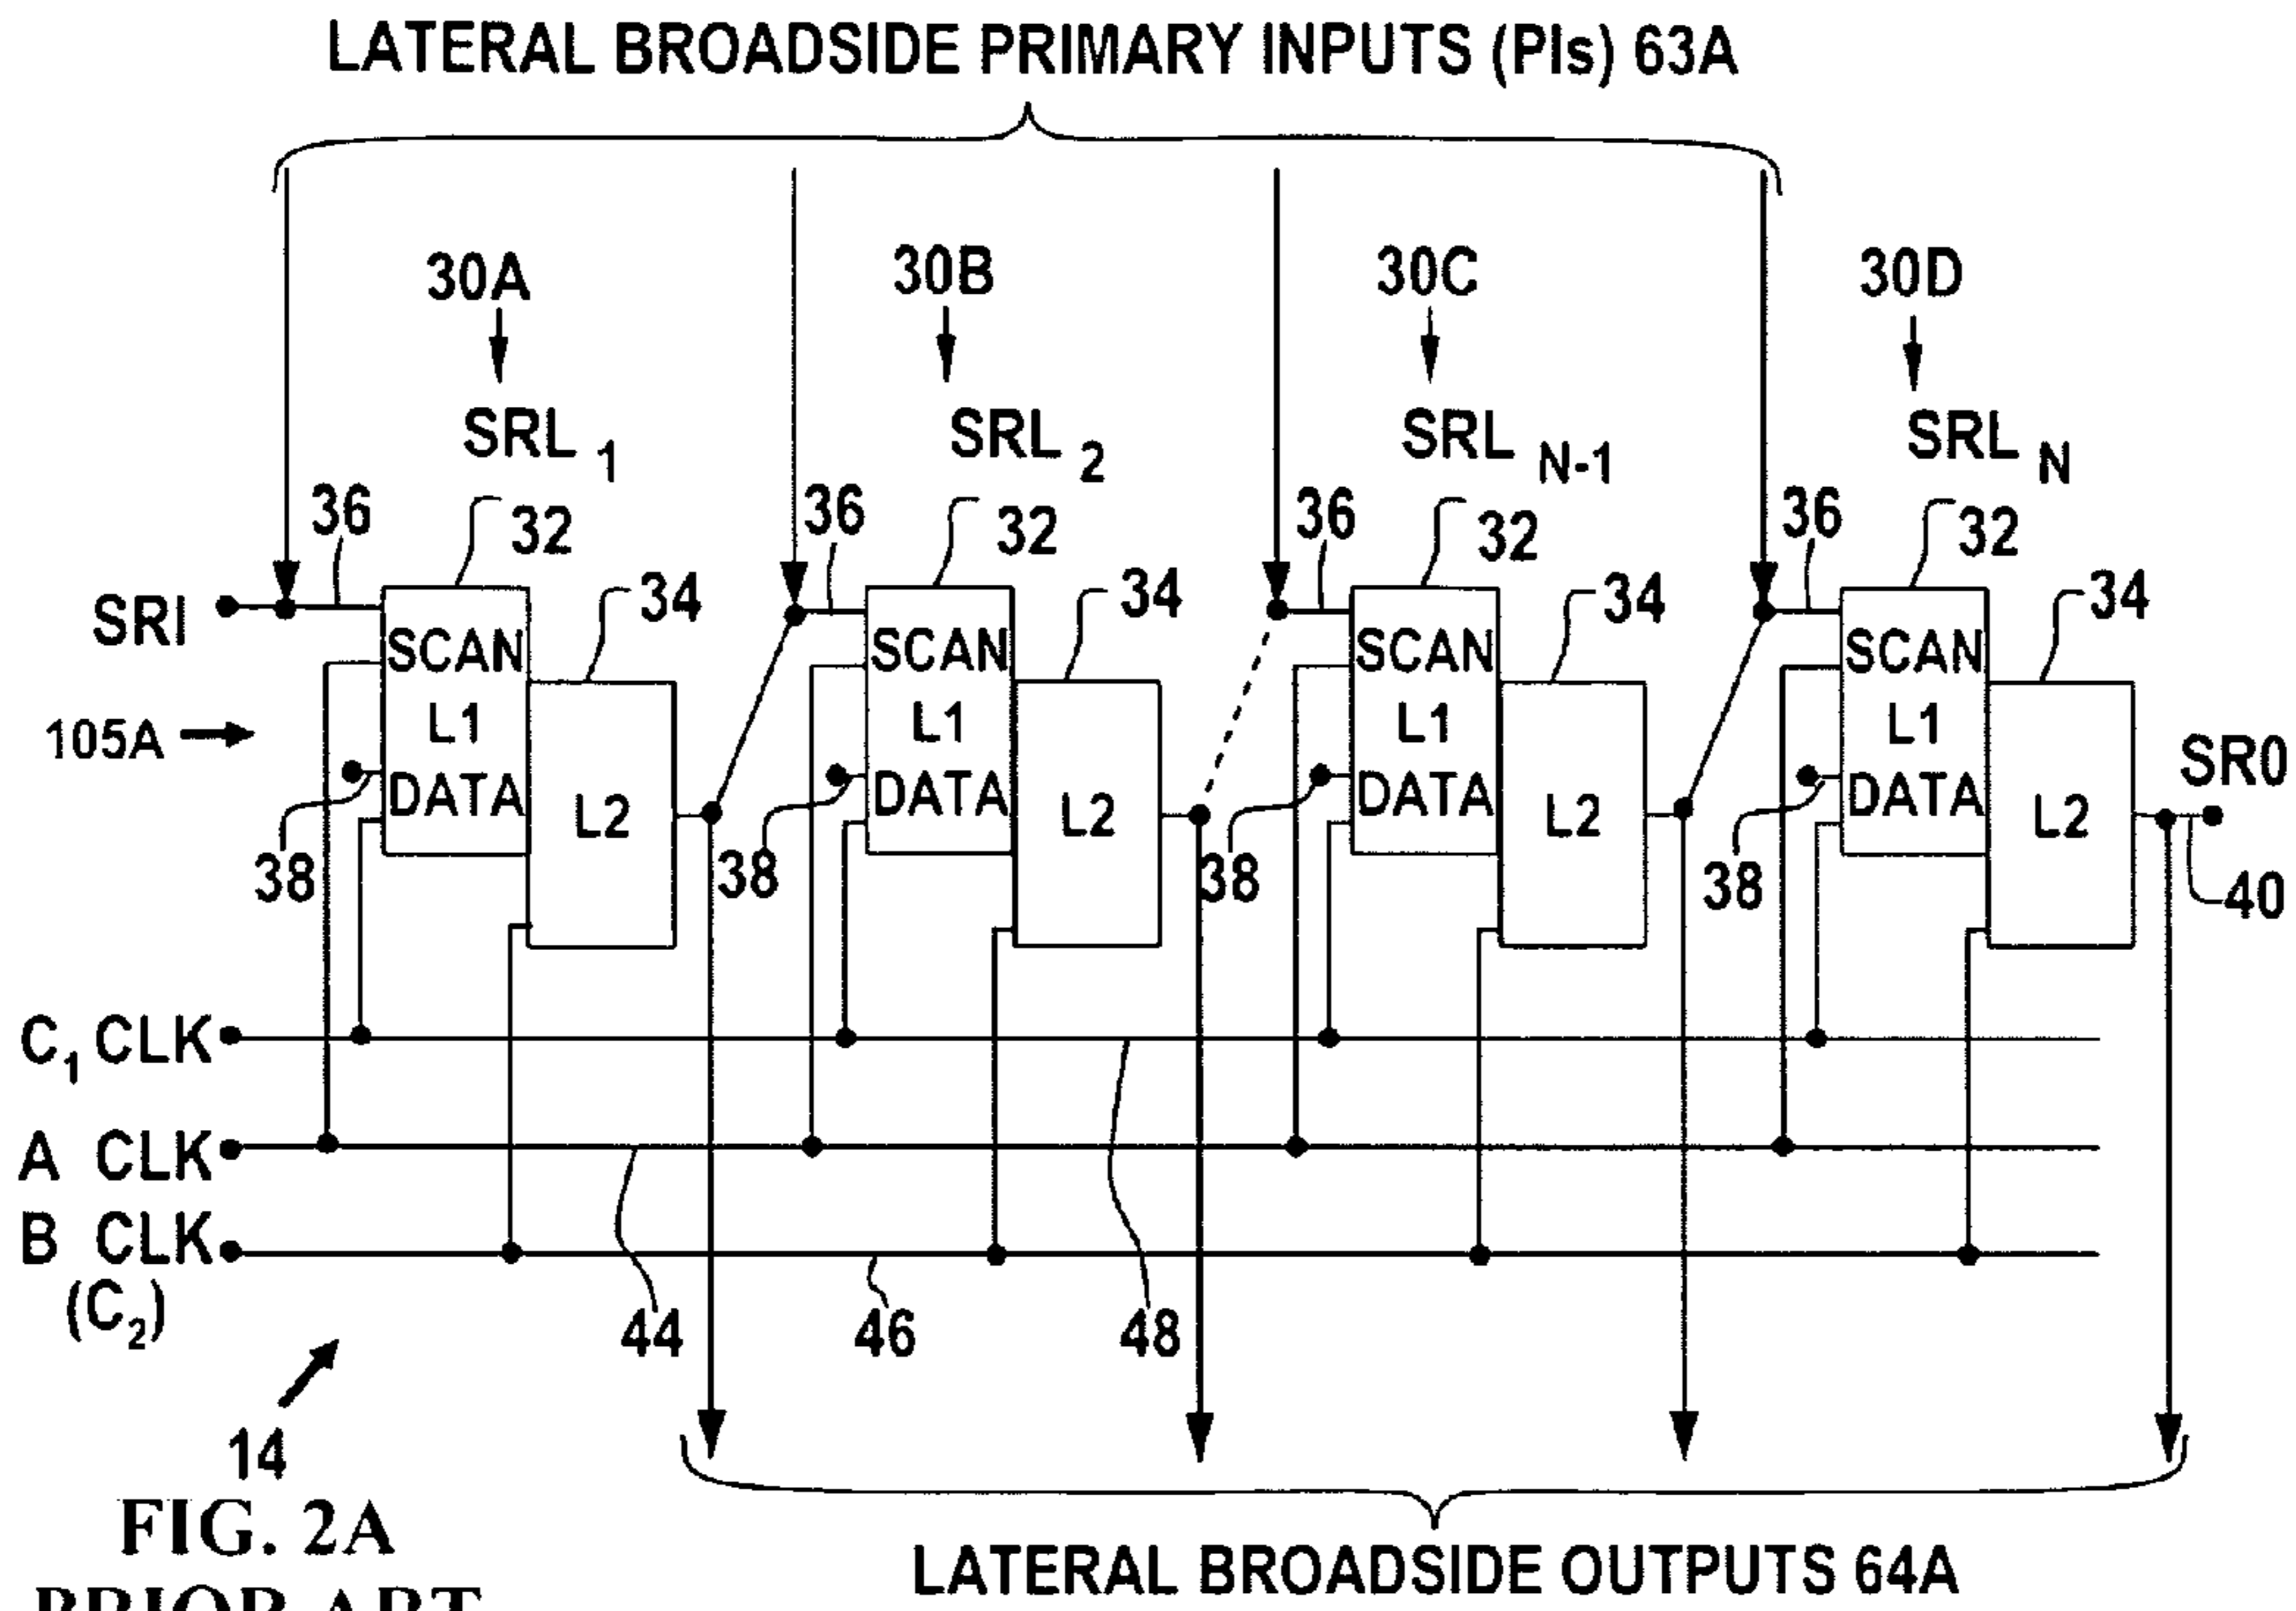 LATERAL BROADSIDE PRIMARY INPUTS (PIs) 63A
30A 30B 30C 30D
SRL 1 SRL 2 SRL N-1 SRL N
36 32 36 32 36 32 36 32
34 34 34 34
SRI
SCAN SCAN SCAN SCAN
105A L1 L1 L1 L1 SR0
DATA DATA DATA DATA
L2 L2 L2 L2
38 38 38 38 40
C1 CLK
A CLK
B CLK
(C2)
44 46 48
14
FIG. 2A
LATERAL BROADSIDE OUTPUTS 64A
PRIOR ART